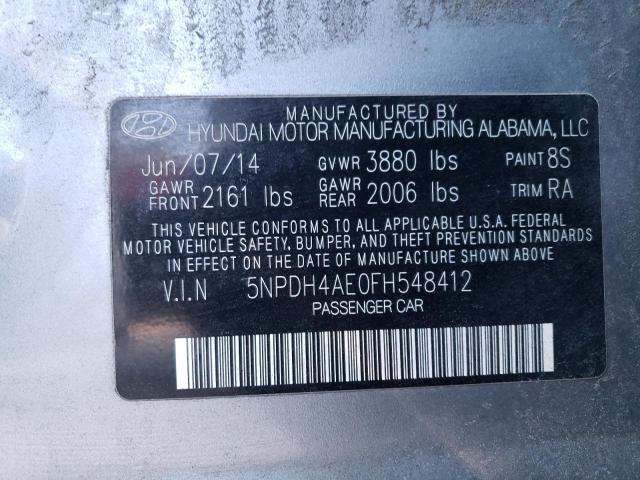 MANUFACTURED BY
HYUNDAI MOTOR MANUFACTURING ALABAMA, LLC
Jun/07/14 GVWR 3880 lbs PAINT 8S
GAWR FRONT 2161 lbs GAWR REAR 2006 lbs TRIM RA
THIS VEHICLE CONFORMS TO ALL APPLICABLE U.S.A. FEDERAL
MOTOR VEHICLE SAFETY, BUMPER, AND THEFT PREVENTION STANDARDS
IN EFFECT ON THE DATE OF MANUFACTURE SHOWN ABOVE.
V.I.N 5NPDH4AE0FH548412
PASSENGER CAR